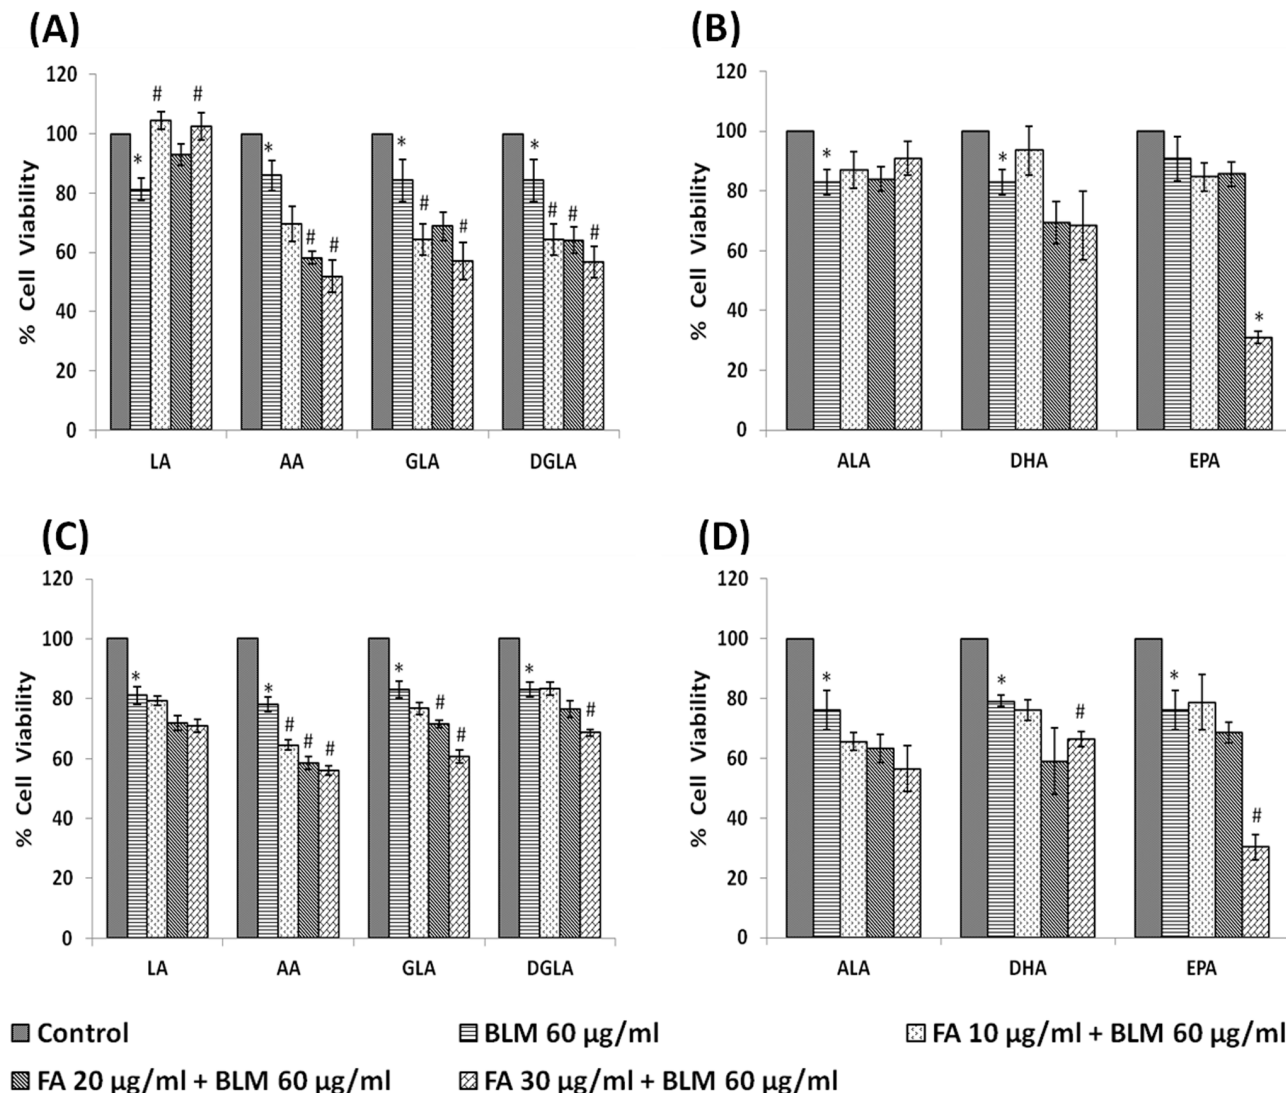 (A)
120
100
80
60
40
20
0
% Cell Viability
* # #
* # #
* # #
* # # #
LA AA GLA DGLA
(B)
120
100
80
60
40
20
0
% Cell Viability
*
*
*
ALA DHA EPA
(C)
120
100
80
60
40
20
0
% Cell Viability
*
* # # #
* # #
* #
LA AA GLA DGLA
(D)
120
100
80
60
40
20
0
% Cell Viability
*
* #
* #
ALA DHA EPA
Control BLM 60 µg/ml FA 10 µg/ml + BLM 60 µg/ml
FA 20 µg/ml + BLM 60 µg/ml FA 30 µg/ml + BLM 60 µg/ml